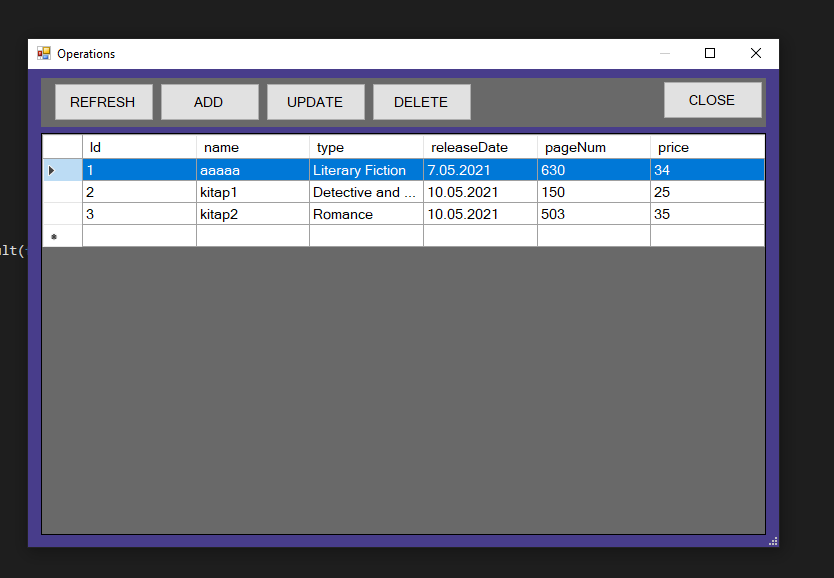 Operations
REFRESH ADD UPDATE DELETE CLOSE
Id name type releaseDate pageNum price
1 aaaaa Literary Fiction 7.05.2021 630 34
2 kitap1 Detective and ... 10.05.2021 150 25
3 kitap2 Romance 10.05.2021 503 35
ult(